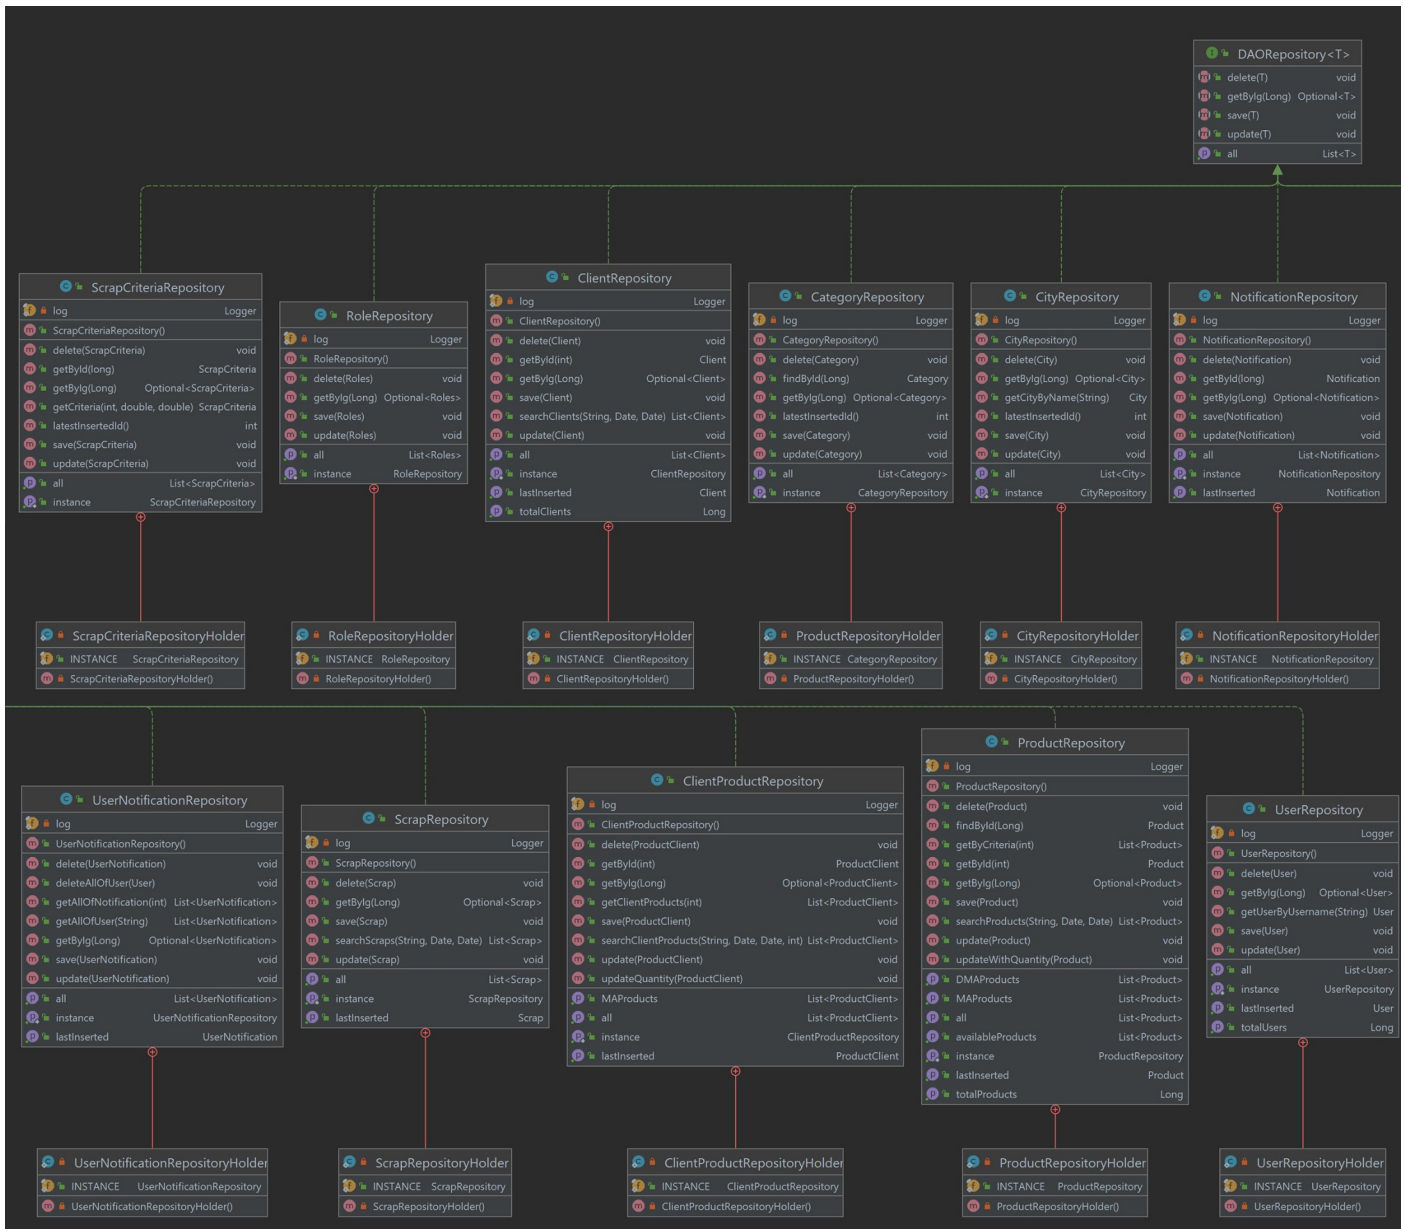 DAORepository<T>
delete(T) void
getByIg(Long) Optional<T>
save(T) void
update(T) void
all List<T>
ScrapCriteriaRepository
log Logger
ScrapCriteriaRepository()
delete(ScrapCriteria) void
getById(long) ScrapCriteria
getByIg(Long) Optional<ScrapCriteria>
getCriteria(int, double, double) ScrapCriteria
latestInsertedId() int
save(ScrapCriteria) void
update(ScrapCriteria) void
all List<ScrapCriteria>
instance ScrapCriteriaRepository
RoleRepository
log Logger
RoleRepository()
delete(Roles) void
getByIg(Long) Optional<Roles>
save(Roles) void
update(Roles) void
all List<Roles>
instance RoleRepository
ClientRepository
log Logger
ClientRepository()
delete(Client) void
getById(int) Client
getByIg(Long) Optional<Client>
save(Client) void
searchClients(String, Date, Date) List<Client>
update(Client) void
all List<Client>
instance ClientRepository
lastInserted Client
totalClients Long
CategoryRepository
log Logger
CategoryRepository()
delete(Category) void
findById(Long) Category
getByIg(Long) Optional<Category>
latestInsertedId() int
save(Category) void
update(Category) void
all List<Category>
instance CategoryRepository
CityRepository
log Logger
CityRepository()
delete(City) void
getByIg(Long) Optional<City>
getCityByName(String) City
latestInsertedId() int
save(City) void
update(City) void
all List<City>
instance CityRepository
NotificationRepository
log Logger
NotificationRepository()
delete(Notification) void
getById(long) Notification
getByIg(Long) Optional<Notification>
save(Notification) void
update(Notification) void
all List<Notification>
instance NotificationRepository
lastInserted Notification
ScrapCriteriaRepositoryHolder
INSTANCE ScrapCriteriaRepository
ScrapCriteriaRepositoryHolder()
RoleRepositoryHolder
INSTANCE RoleRepository
RoleRepositoryHolder()
ClientRepositoryHolder
INSTANCE ClientRepository
ClientRepositoryHolder()
ProductRepositoryHolder
INSTANCE CategoryRepository
ProductRepositoryHolder()
CityRepositoryHolder
INSTANCE CityRepository
CityRepositoryHolder()
NotificationRepositoryHolder
INSTANCE NotificationRepository
NotificationRepositoryHolder()
UserNotificationRepository
log Logger
UserNotificationRepository()
delete(UserNotification) void
deleteAllOfUser(User) void
getAllOfNotification(int) List<UserNotification>
getAllOfUser(String) List<UserNotification>
getByIg(Long) Optional<UserNotification>
save(UserNotification) void
update(UserNotification) void
all List<UserNotification>
instance UserNotificationRepository
lastInserted UserNotification
ScrapRepository
log Logger
ScrapRepository()
delete(Scrap) void
getByIg(Long) Optional<Scrap>
save(Scrap) void
searchScraps(String, Date, Date) List<Scrap>
update(Scrap) void
all List<Scrap>
instance ScrapRepository
lastInserted Scrap
ClientProductRepository
log Logger
ClientProductRepository()
delete(ProductClient) void
getById(int) ProductClient
getByIg(Long) Optional<ProductClient>
getClientProducts(int) List<ProductClient>
save(ProductClient) void
searchClientProducts(String, Date, Date, int) List<ProductClient>
update(ProductClient) void
updateQuantity(ProductClient) void
MAProducts List<ProductClient>
all List<ProductClient>
instance ClientProductRepository
lastInserted ProductClient
ProductRepository
log Logger
ProductRepository()
delete(Product) void
findById(Long) Product
getByCriteria(int) List<Product>
getById(int) Product
getByIg(Long) Optional<Product>
save(Product) void
searchProducts(String, Date, Date) List<Product>
update(Product) void
updateWithQuantity(Product) void
DMAProducts List<Product>
MAProducts List<Product>
all List<Product>
availableProducts List<Product>
instance ProductRepository
lastInserted Product
totalProducts Long
UserRepository
log Logger
UserRepository()
delete(User) void
getByIg(Long) Optional<User>
getUserByUsername(String) User
save(User) void
update(User) void
all List<User>
instance UserRepository
lastInserted User
totalUsers Long
UserNotificationRepositoryHolder
INSTANCE UserNotificationRepository
UserNotificationRepositoryHolder()
ScrapRepositoryHolder
INSTANCE ScrapRepository
ScrapRepositoryHolder()
ClientProductRepositoryHolder
INSTANCE ClientProductRepository
ClientProductRepositoryHolder()
ProductRepositoryHolder
INSTANCE ProductRepository
ProductRepositoryHolder()
UserRepositoryHolder
INSTANCE UserRepository
UserRepositoryHolder()